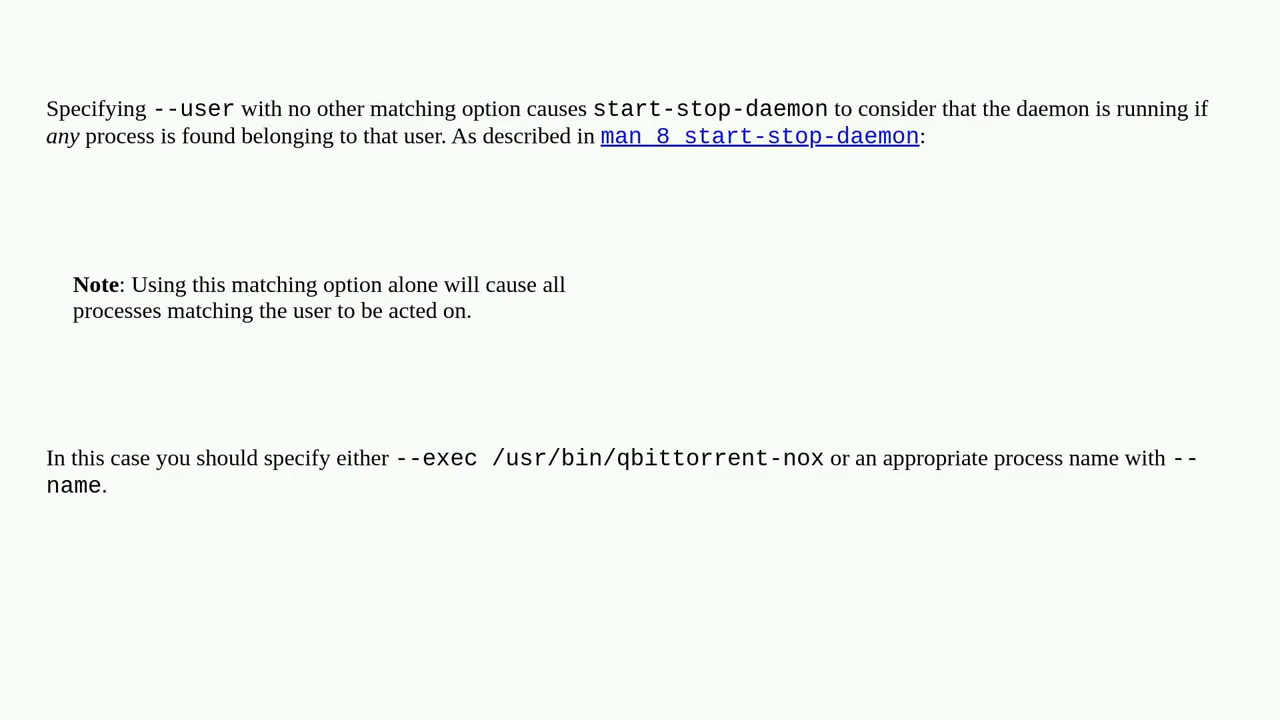 Specifying --user with no other matching option causes start-stop-daemon to consider that the daemon is running if
any process is found belonging to that user. As described in man 8 start-stop-daemon:
Note: Using this matching option alone will cause all
processes matching the user to be acted on.
In this case you should specify either --exec /usr/bin/qbittorrent-nox or an appropriate process name with --
name.